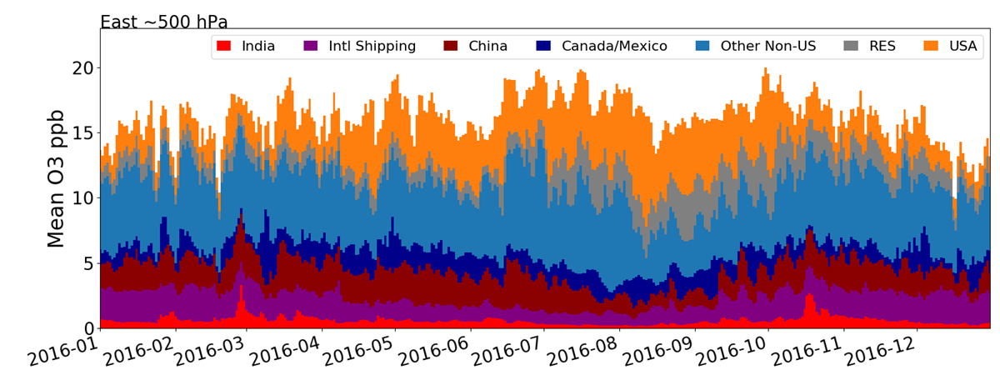 East ~500 hPa
India Intl Shipping China Canada/Mexico Other Non-US RES USA
Mean O3 ppb
20
15
10
5
0
2016-01 2016-02 2016-03 2016-04 2016-05 2016-06 2016-07 2016-08 2016-09 2016-10 2016-11 2016-12